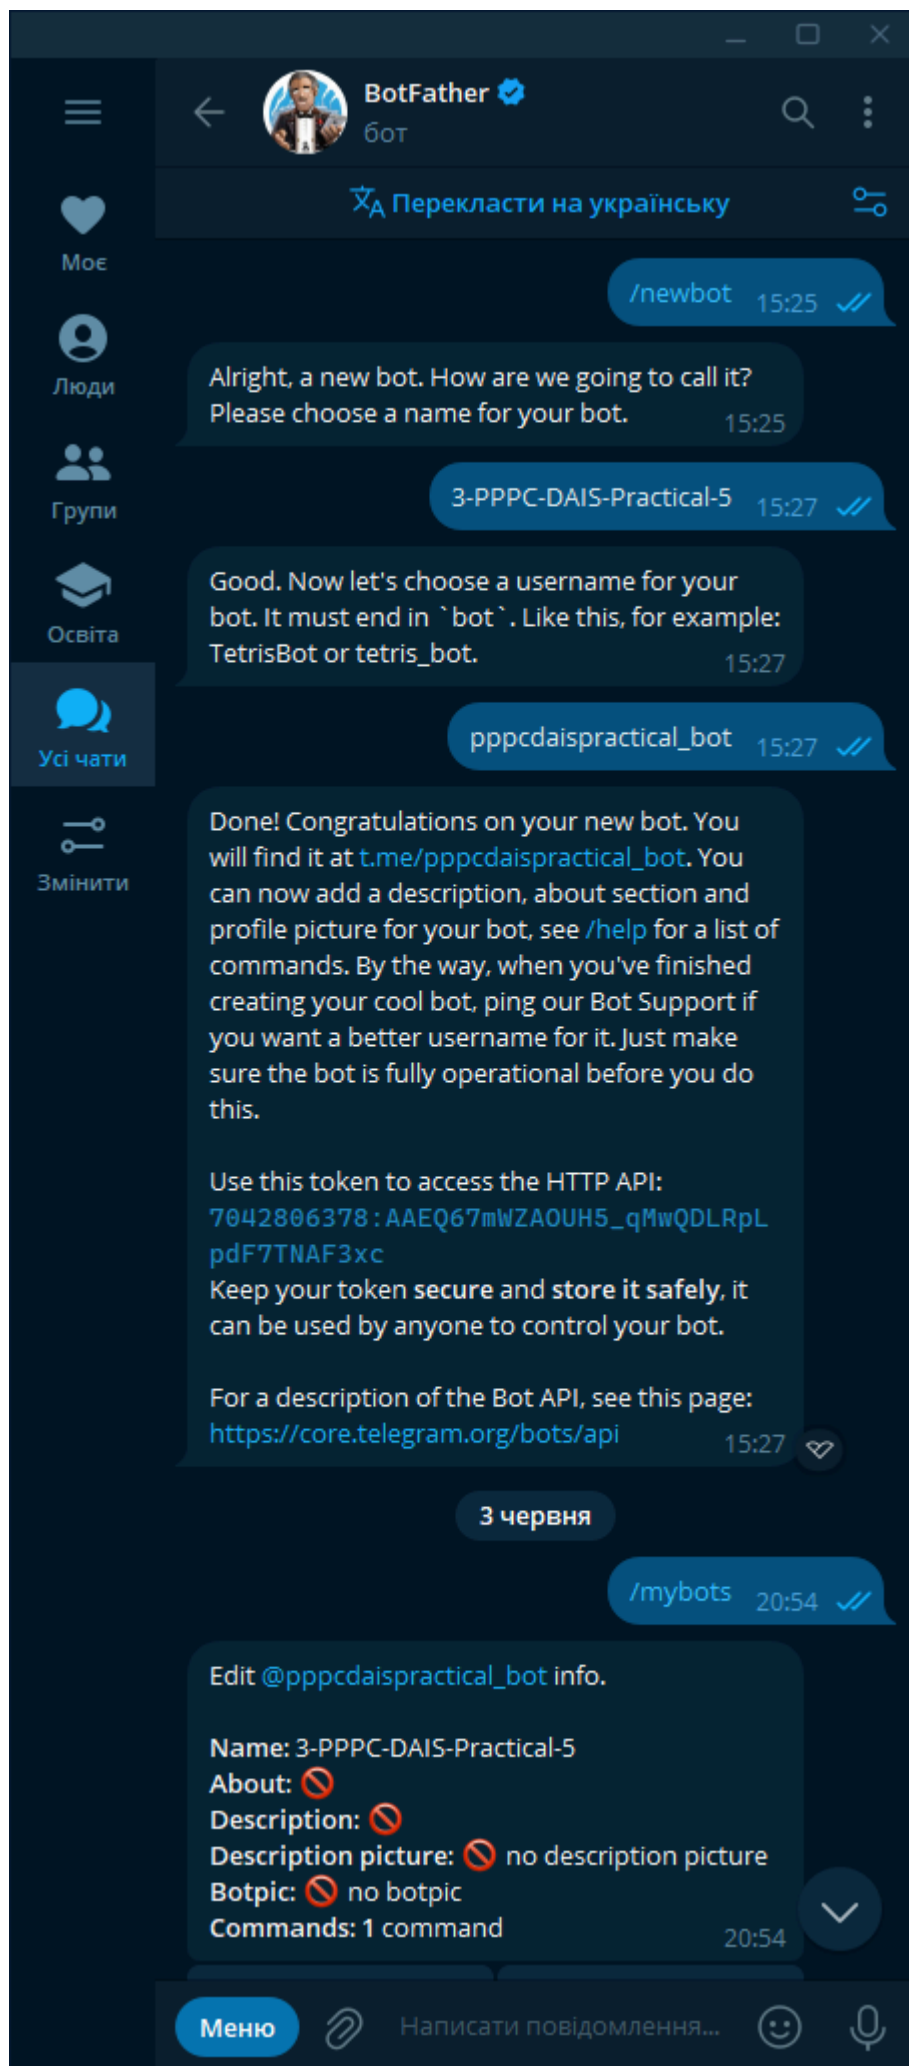 BotFather
бот
Перекласти на українську
Моє
Люди
Групи
Освіта
Усі чати
Змінити
/newbot 15:25
Alright, a new bot. How are we going to call it?
Please choose a name for your bot. 15:25
3-PPPC-DAIS-Practical-5 15:27
Good. Now let's choose a username for your
bot. It must end in `bot`. Like this, for example:
TetrisBot or tetris_bot. 15:27
pppcdaispractical_bot 15:27
Done! Congratulations on your new bot. You
will find it at t.me/pppcdaispractical_bot. You
can now add a description, about section and
profile picture for your bot, see /help for a list of
commands. By the way, when you've finished
creating your cool bot, ping our Bot Support if
you want a better username for it. Just make
sure the bot is fully operational before you do
this.
Use this token to access the HTTP API:
7042806378:AAEQ67mWZAOUH5_qMwQDLRpL
pdF7TNAF3xc
Keep your token secure and store it safely, it
can be used by anyone to control your bot.
For a description of the Bot API, see this page:
https://core.telegram.org/bots/api 15:27
3 червня
/mybots 20:54
Edit @pppcdaispractical_bot info.
Name: 3-PPPC-DAIS-Practical-5
About: 🚫
Description: 🚫
Description picture: 🚫 no description picture
Botpic: 🚫 no botpic
Commands: 1 command 20:54
Меню
Написати повідомлення...